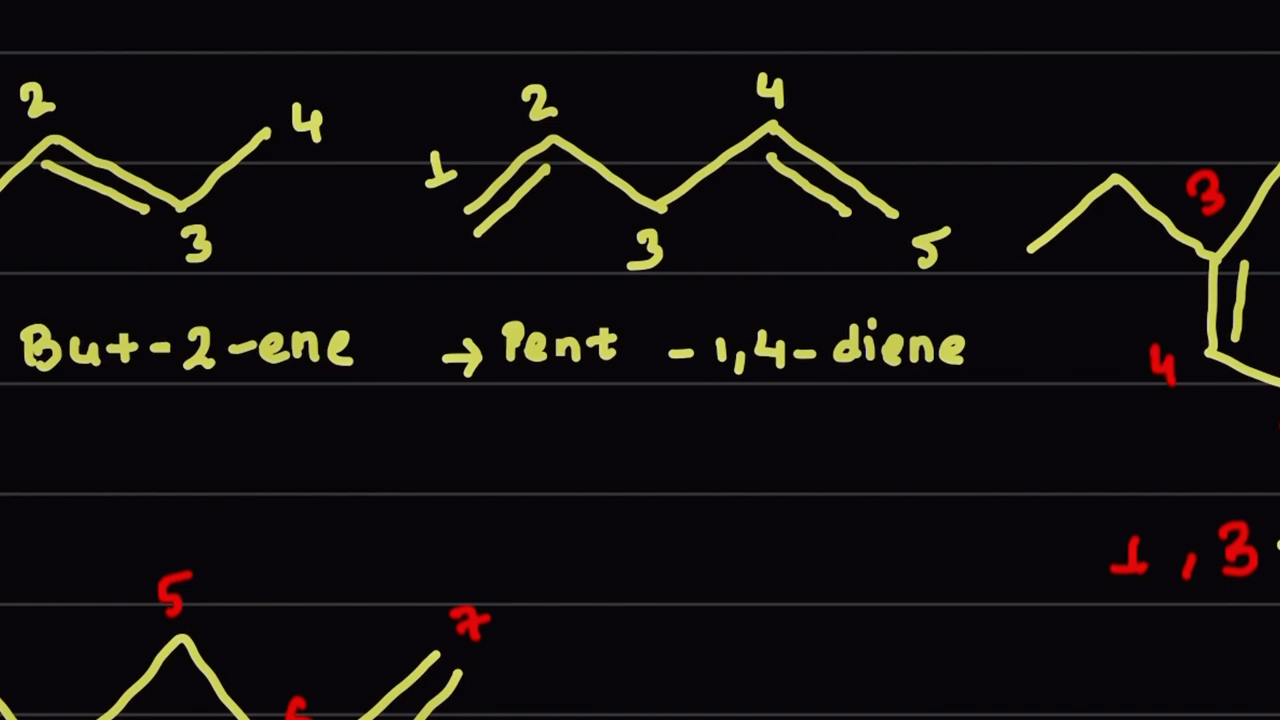 2 4 2 4
1 3
3 3 5
But-2-ene → Pent -1,4-diene
4
1 , 3
5 7
6